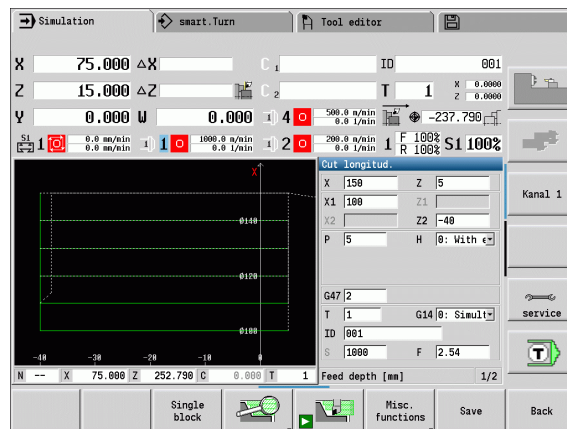 Simulation smart.Turn Tool editor
X 75.000 △X C 1 ID 001
Z 15.000 △Z C 2 T 1 X 0.0000 Z 0.0000
Y 0.000 W 0.000 4 500.0 m/min 0.0 1/min -237.790
S1 1 0.0 mm/min 0.0 mm/min 1 1000.0 m/min 0.0 1/min 2 200.0 m/min 0.0 1/min 1 F 100% R 100% S1 100%
Cut longitud.
X
X 150 Z 5
X1 100 Z1
X2 Z2 -40
P 5 H 0: With e
Ø140
Ø120
Ø100
G47 2
T 1 G14 0: Simult
ID 001
S 1000 F 2.54
-40 -30 -20 -10 0
N -- X 75.000 Z 252.790 C 0.000 T 1
Feed depth [mm] 1/2
Kanal 1
service
T
Single block
Misc. functions
Save
Back